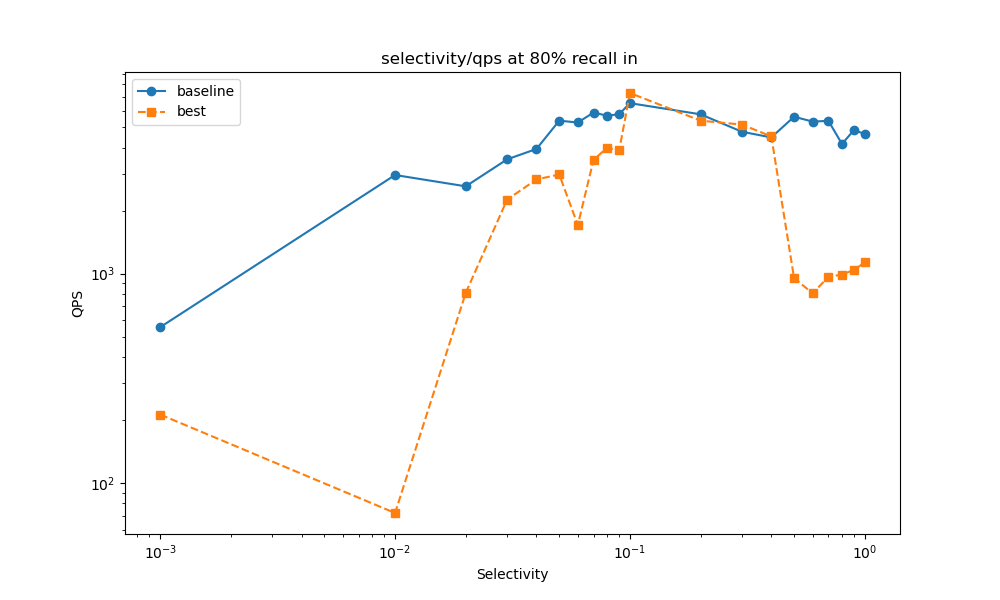 selectivity/qps at 80% recall in
baseline
best
QPS
10³
10²
10⁻³ 10⁻² 10⁻¹ 10⁰
Selectivity